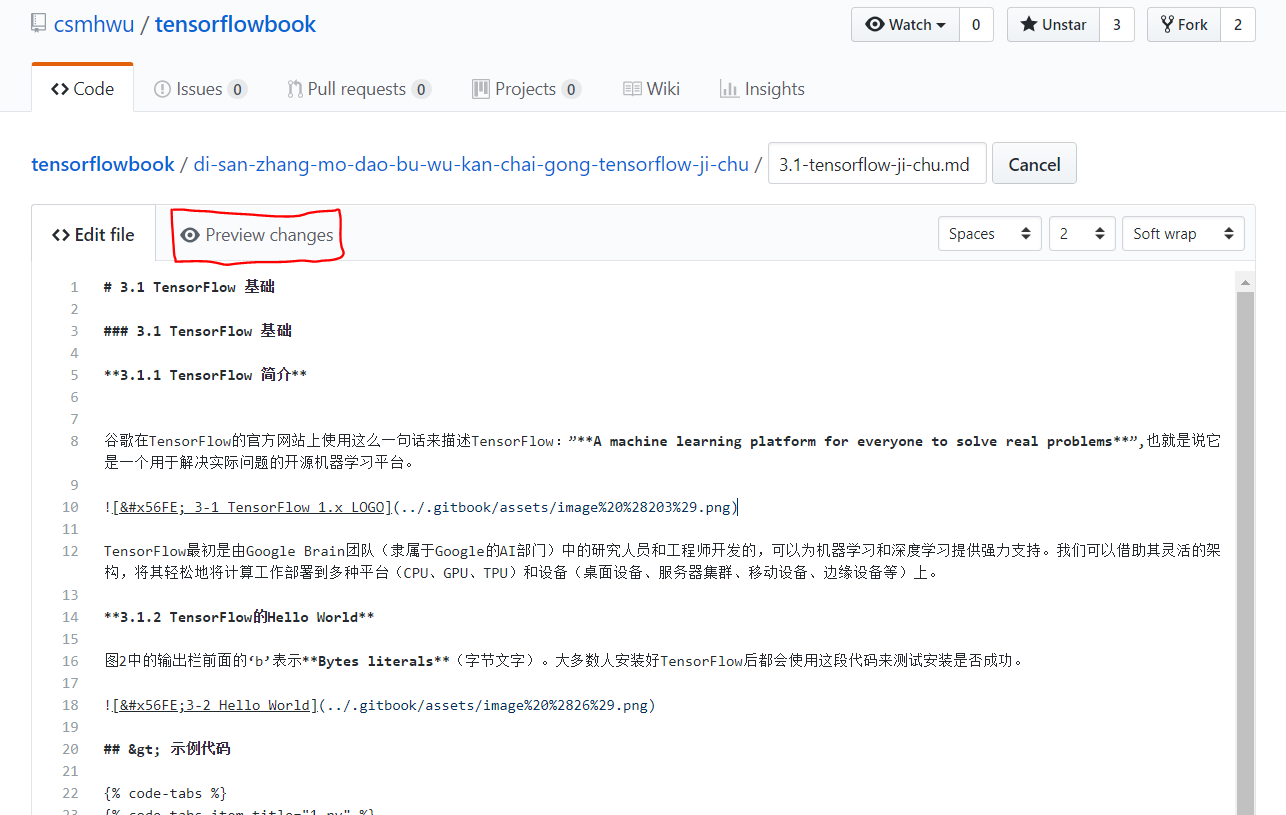 csmhwu / tensorflowbook
Watch 0 Unstar 3 Fork 2
Code Issues 0 Pull requests 0 Projects 0 Wiki Insights
tensorflowbook / di-san-zhang-mo-dao-bu-wu-kan-chai-gong-tensorflow-ji-chu / 3.1-tensorflow-ji-chu.md Cancel
Edit file Preview changes Spaces 2 Soft wrap
1 # 3.1 TensorFlow 基础
2
3 ### 3.1 TensorFlow 基础
4
5 **3.1.1 TensorFlow 简介**
6
7
8 谷歌在TensorFlow的官方网站上使用这么一句话来描述TensorFlow：”**A machine learning platform for everyone to solve real problems**”,也就是说它
是一个用于解决实际问题的开源机器学习平台。
9
10 ![&#x56FE; 3-1 TensorFlow 1.x LOGO](../.gitbook/assets/image%20%28203%29.png)
11
12 TensorFlow最初是由Google Brain团队（隶属于Google的AI部门）中的研究人员和工程师开发的，可以为机器学习和深度学习提供强力支持。我们可以借助其灵活的架
构，将其轻松地将计算工作部署到多种平台（CPU、GPU、TPU）和设备（桌面设备、服务器集群、移动设备、边缘设备等）上。
13
14 **3.1.2 TensorFlow的Hello World**
15
16 图2中的输出栏前面的‘b’表示**Bytes literals**（字节文字）。大多数人安装好TensorFlow后都会使用这段代码来测试安装是否成功。
17
18 ![&#x56FE;3-2 Hello World](../.gitbook/assets/image%20%2826%29.png)
19
20 ## &gt; 示例代码
21
22 {% code-tabs %}
23 {% code-tabs-item title="1.py" %}